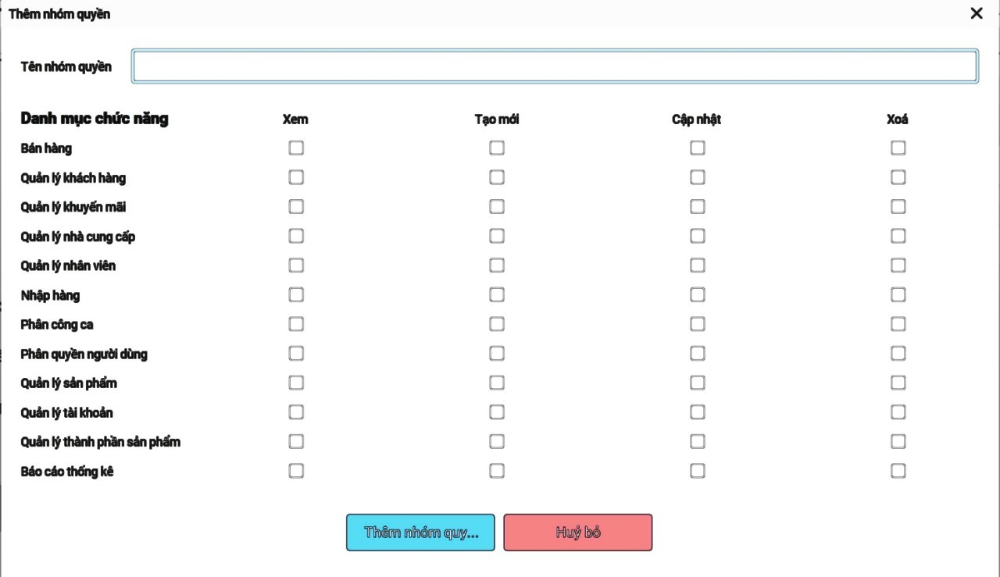 Thêm nhóm quyền
Tên nhóm quyền
Danh mục chức năng Xem Tạo mới Cập nhật Xoá
Bán hàng
Quản lý khách hàng
Quản lý khuyến mãi
Quản lý nhà cung cấp
Quản lý nhân viên
Nhập hàng
Phân công ca
Phân quyền người dùng
Quản lý sản phẩm
Quản lý tài khoản
Quản lý thành phần sản phẩm
Báo cáo thống kê
Thêm nhóm quy... Huỷ bỏ